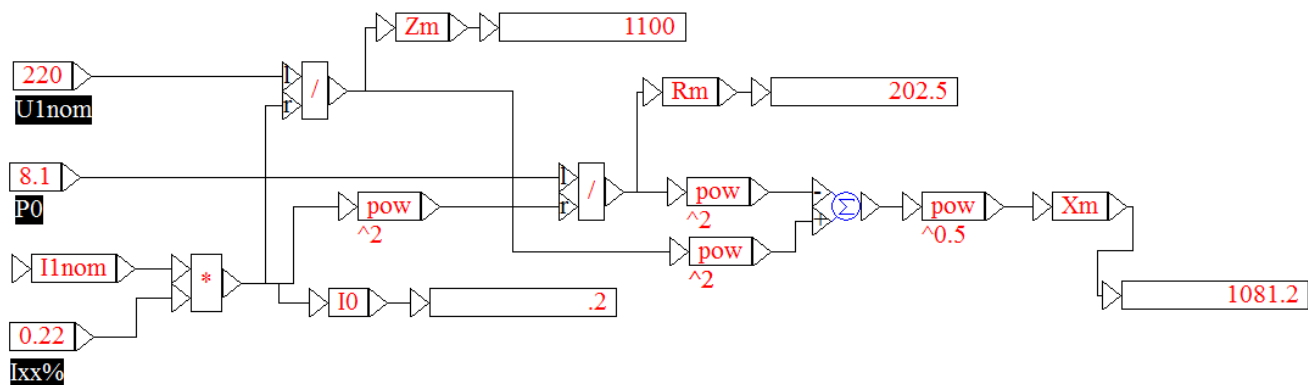 Zm
1100
220
U1nom
l
/
r
Rm
202.5
8.1
P0
l
/
r
pow
^2
pow
^2
-
+
Σ
pow
^0.5
Xm
pow
^2
I1nom
*
I0
.2
1081.2
0.22
Ixx%